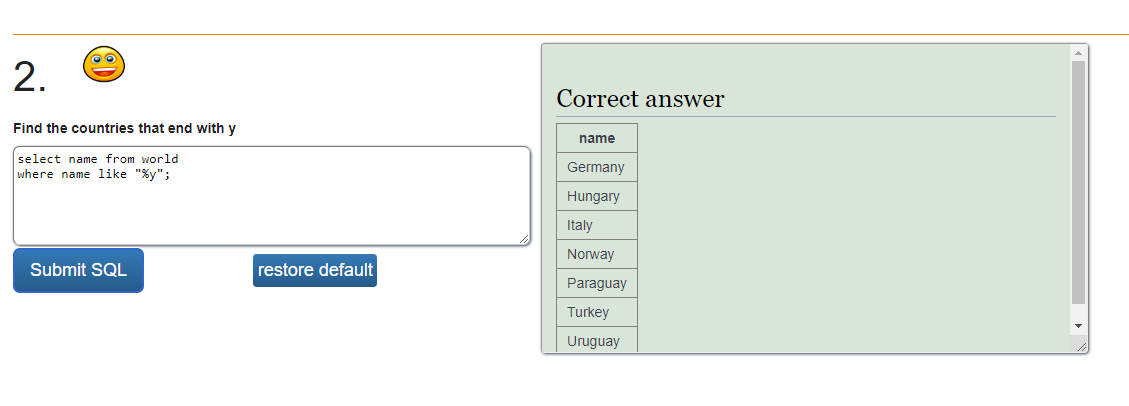 2.
Find the countries that end with y
select name from world
where name like "%y";
Submit SQL
restore default
Correct answer
name
Germany
Hungary
Italy
Norway
Paraguay
Turkey
Uruguay